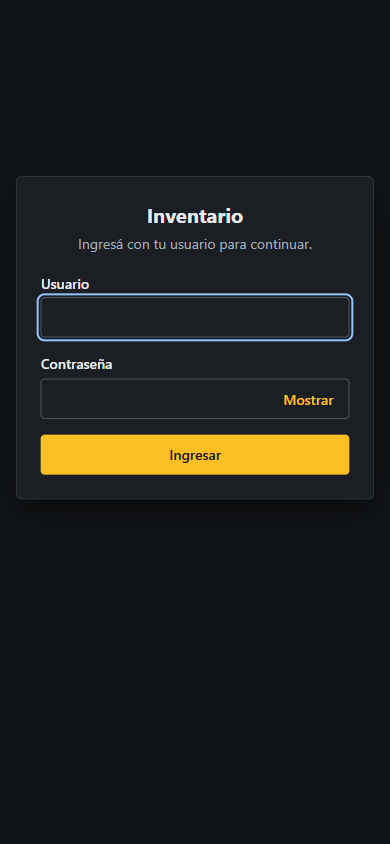 Inventario
Ingresá con tu usuario para continuar.
Usuario
Contraseña
Mostrar
Ingresar